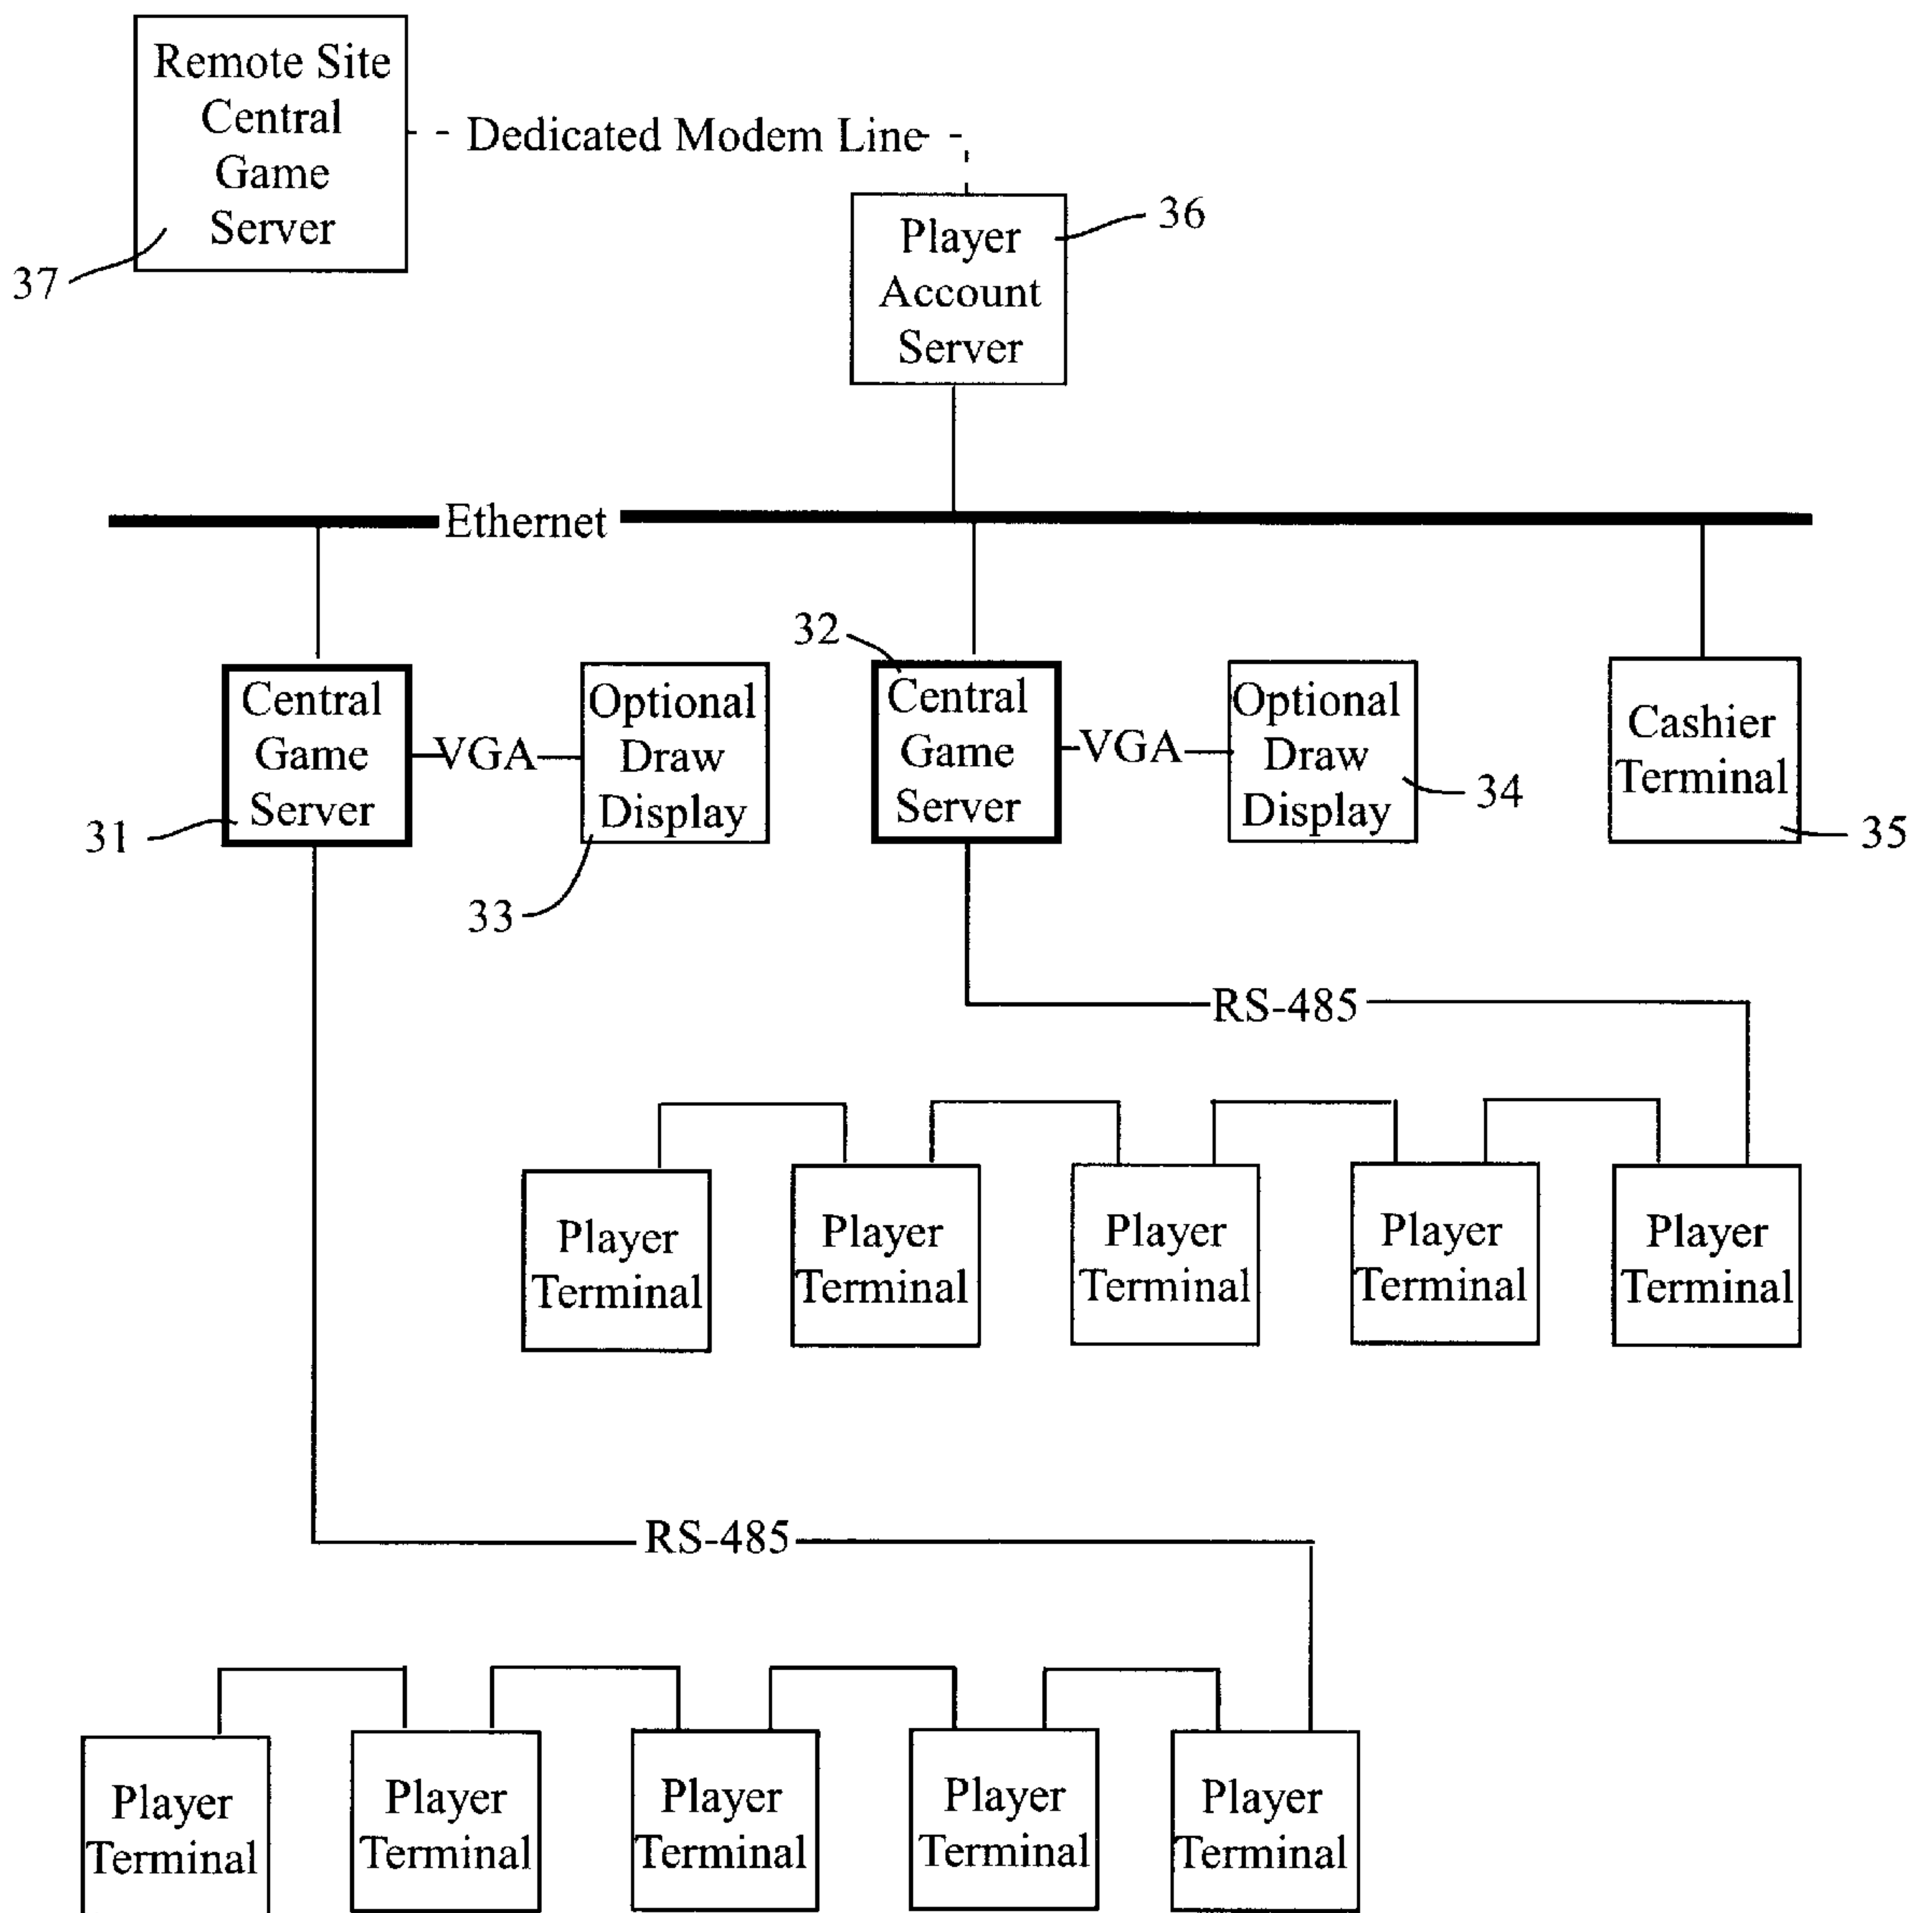 Remote Site
Central
Game
Server
37
Dedicated Modem Line
Player
Account
Server
36
Ethernet
Central
Game
Server
31
VGA
Optional
Draw
Display
33
32
Central
Game
Server
VGA
Optional
Draw
Display
34
Cashier
Terminal
35
RS-485
Player
Terminal
Player
Terminal
Player
Terminal
Player
Terminal
Player
Terminal
RS-485
Player
Terminal
Player
Terminal
Player
Terminal
Player
Terminal
Player
Terminal